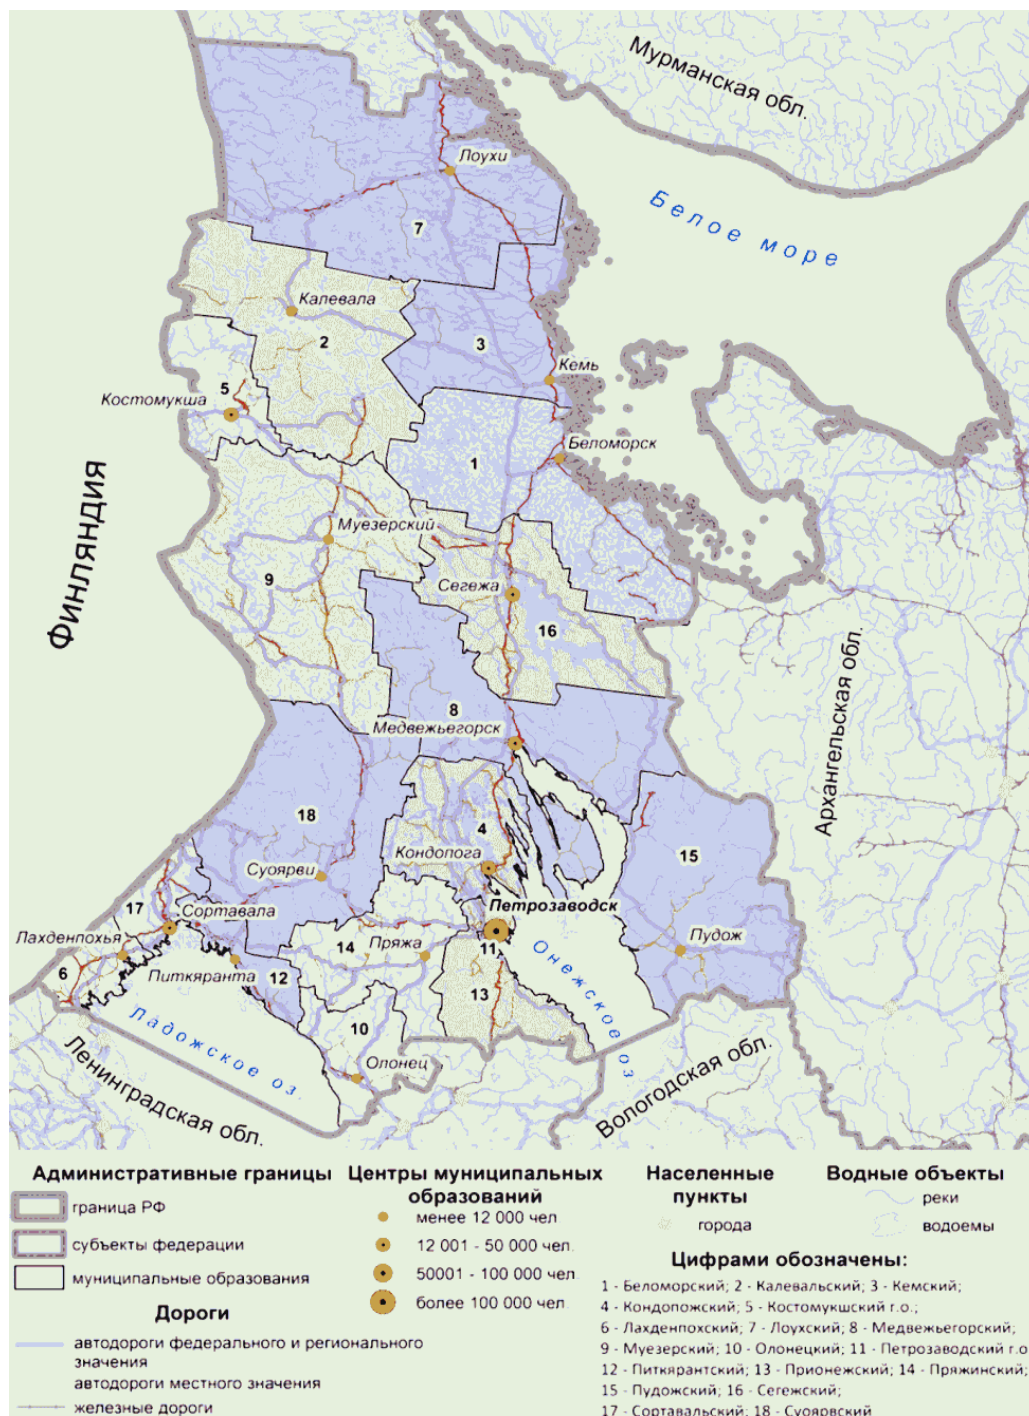 Мурманская обл.
Лоухи
Белое море
7
Калевала
2
3
Кемь
5
Костомукша
Беломорск
1
Финляндия
Муезерский
9
Сегежа
16
8
Медвежьегорск
Архангельская обл.
18
4
15
Кондопога
Суоярви
Петрозаводск
17
Сортавала
Лахденпохья
14
Пряжа
11
Пудож
6
Питкяранта
12
13
Онежское оз
Ладожское оз.
10
Олонец
Ленинградская обл.
Вологодская обл.
Административные границы
граница РФ
субъекты федерации
муниципальные образования
Дороги
автодороги федерального и регионального
значения
автодороги местного значения
железные дороги
Центры муниципальных
образований
менее 12 000 чел
12 001 - 50 000 чел.
50001 - 100 000 чел.
более 100 000 чел.
Населенные
пункты
города
Водные объекты
реки
водоемы
Цифрами обозначены:
1 - Беломорский; 2 - Калевальский; 3 - Кемский;
4 - Кондопожский; 5 - Костомукшский г.о.;
6 - Лахденпохский; 7 - Лоухский; 8 - Медвежьегорский;
9 - Муезерский; 10 - Олонецкий; 11 - Петрозаводский г.о
12 - Питкярантский; 13 - Прионежский; 14 - Пряжинский;
15 - Пудожский; 16 - Сегежский;
17 - Сортавальский; 18 - Суоярвский